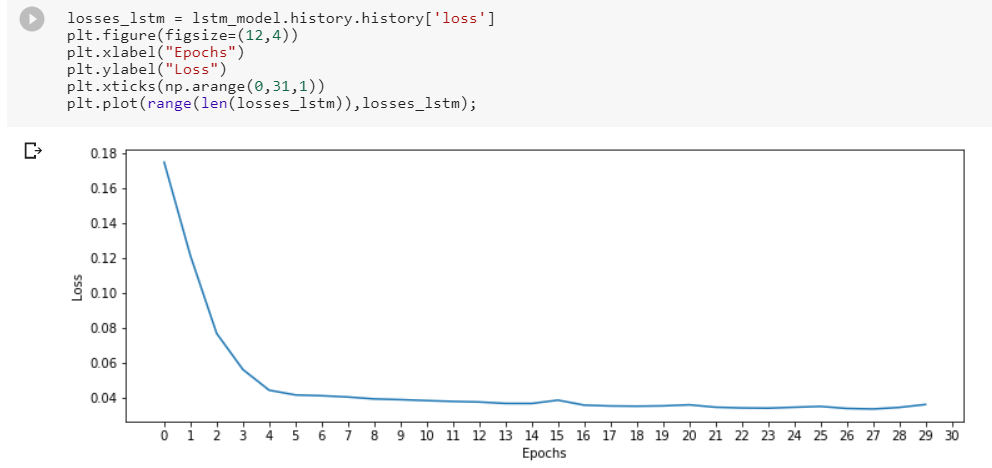 losses_lstm = lstm_model.history.history['loss']
plt.figure(figsize=(12,4))
plt.xlabel("Epochs")
plt.ylabel("Loss")
plt.xticks(np.arange(0,31,1))
plt.plot(range(len(losses_lstm)),losses_lstm);
0.18
0.16
0.14
0.12
0.10
0.08
0.06
0.04
Loss
0 1 2 3 4 5 6 7 8 9 10 11 12 13 14 15 16 17 18 19 20 21 22 23 24 25 26 27 28 29 30
Epochs